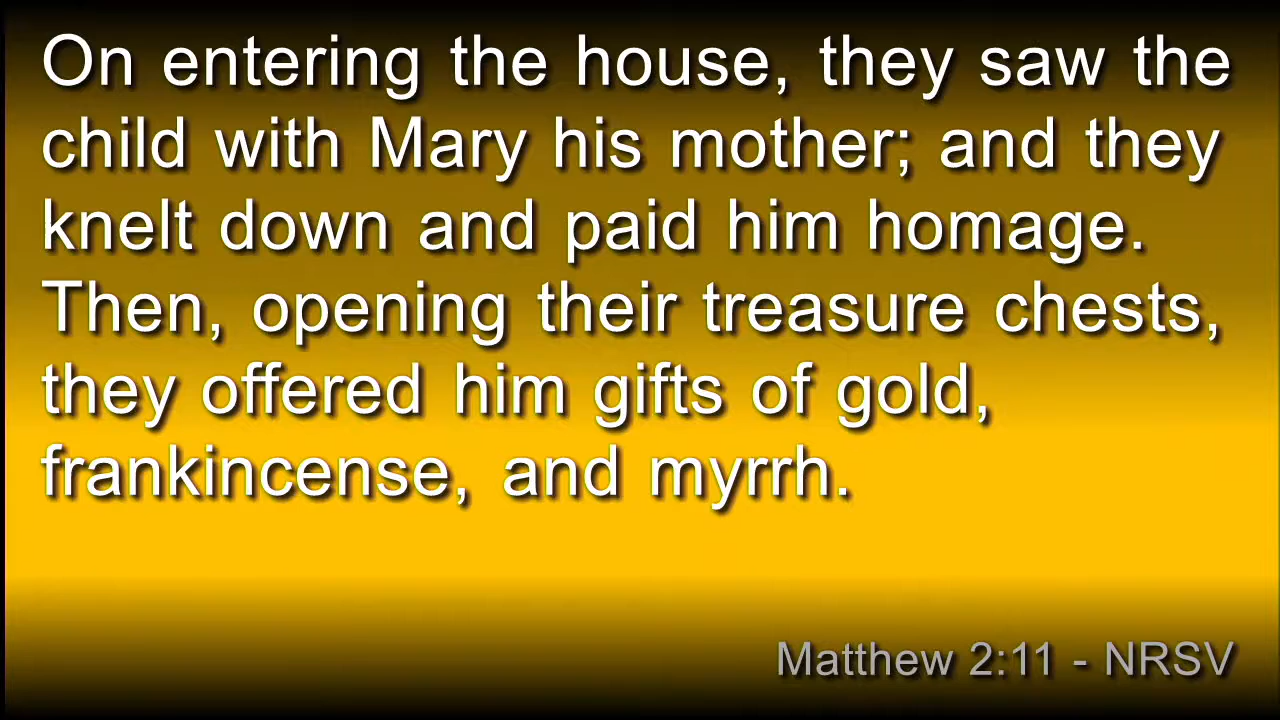 On entering the house, they saw the
child with Mary his mother; and they
knelt down and paid him homage.
Then, opening their treasure chests,
they offered him gifts of gold,
frankincense, and myrrh.
Matthew 2:11 - NRSV